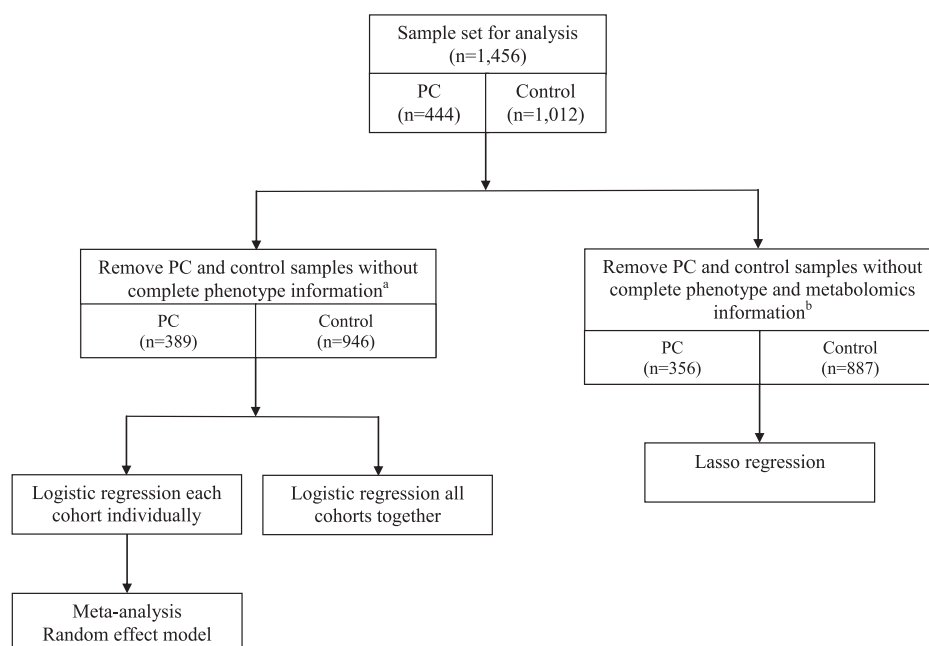 Sample set for analysis
(n=1,456)
PC
(n=444)
Control
(n=1,012)
Remove PC and control samples without
complete phenotype information^a
PC
(n=389)
Control
(n=946)
Remove PC and control samples without
complete phenotype and metabolomics
information^b
PC
(n=356)
Control
(n=887)
Logistic regression each
cohort individually
Logistic regression all
cohorts together
Lasso regression
Meta-analysis
Random effect model